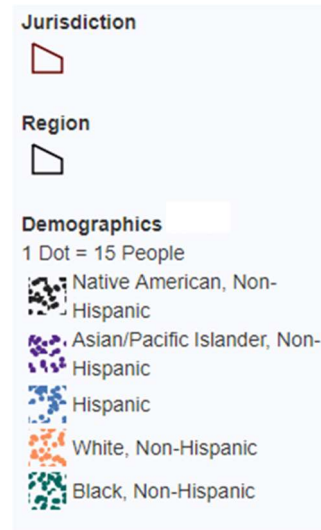 Jurisdiction
Region
Demographics
1 Dot = 15 People
Native American, Non-
Hispanic
Asian/Pacific Islander, Non-
Hispanic
Hispanic
White, Non-Hispanic
Black, Non-Hispanic